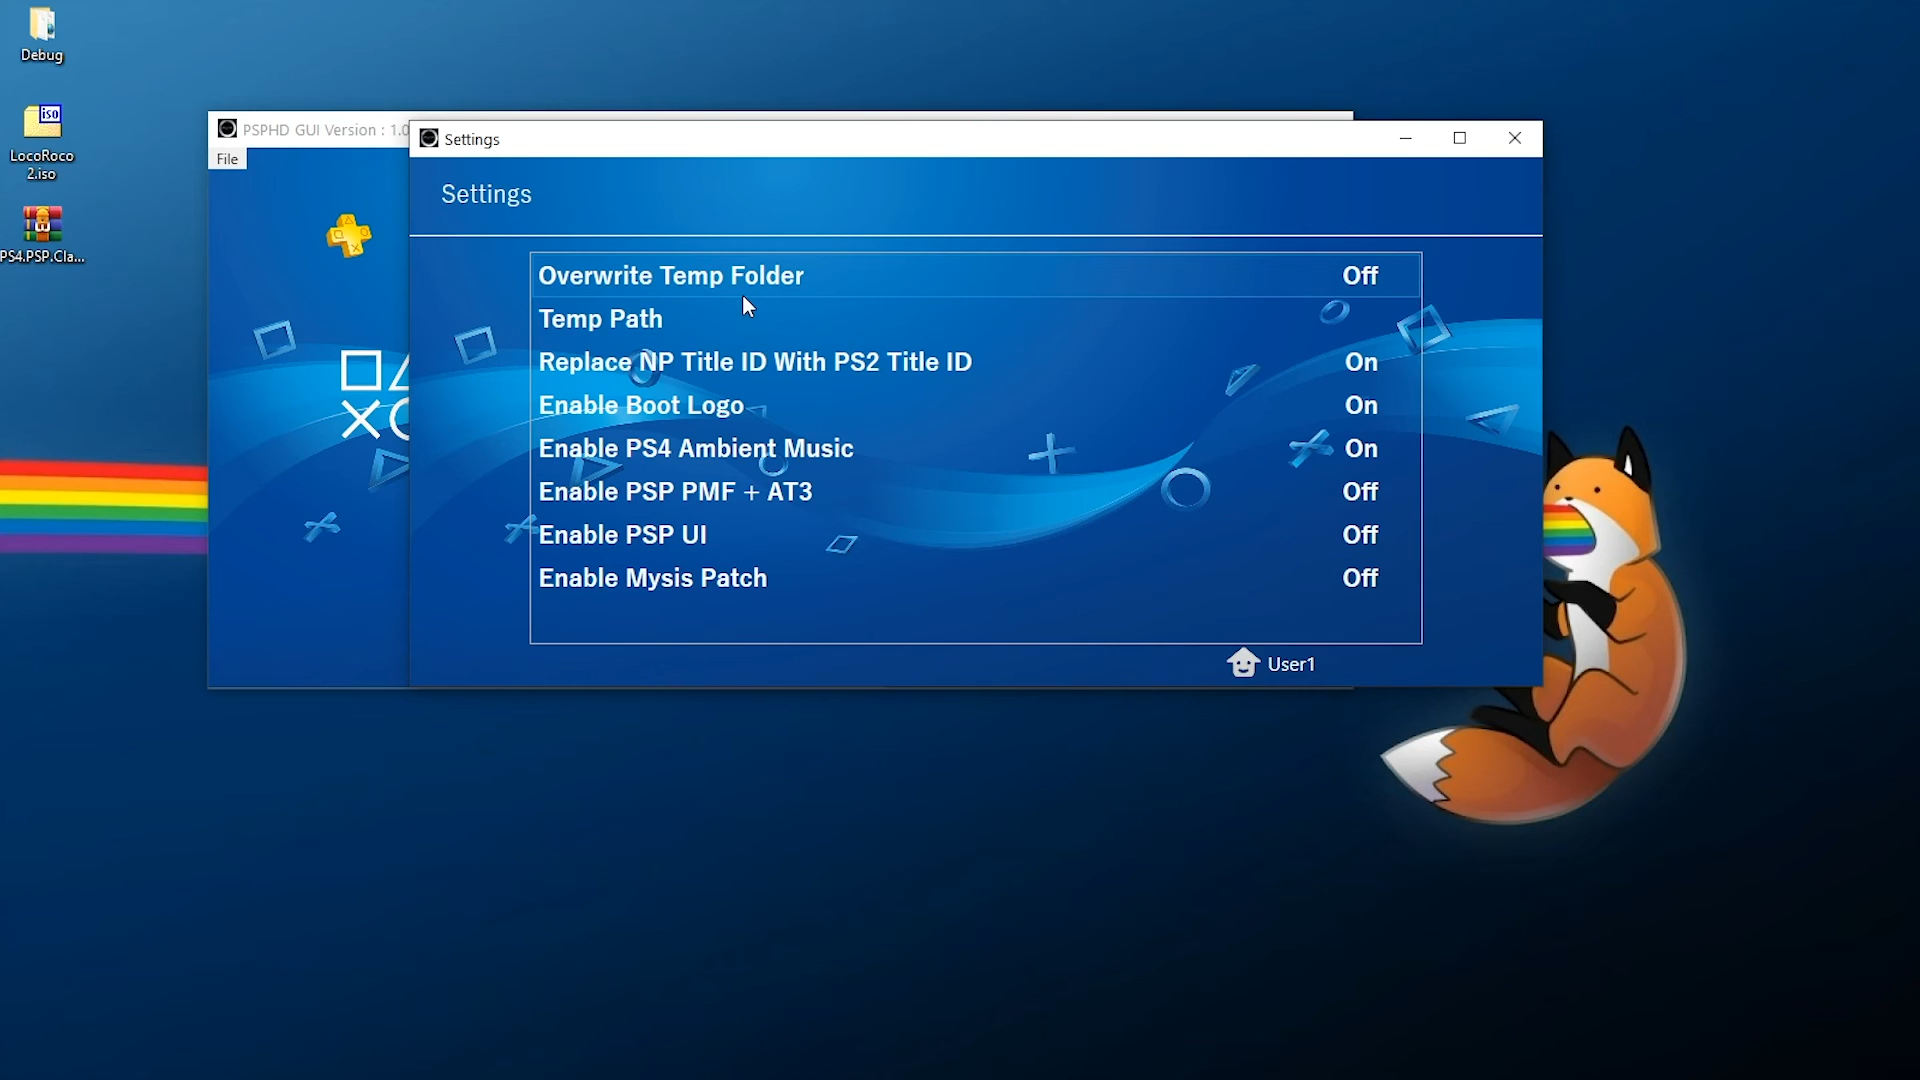 Debug
iso
LocoRoco
2.iso
PS4.PSP.Cla...
PSPHD GUI Version : 1.0
File
Settings
Settings
Overwrite Temp Folder Off
Temp Path
Replace NP Title ID With PS2 Title ID On
Enable Boot Logo On
Enable PS4 Ambient Music On
Enable PSP PMF + AT3 Off
Enable PSP UI Off
Enable Mysis Patch Off
User1